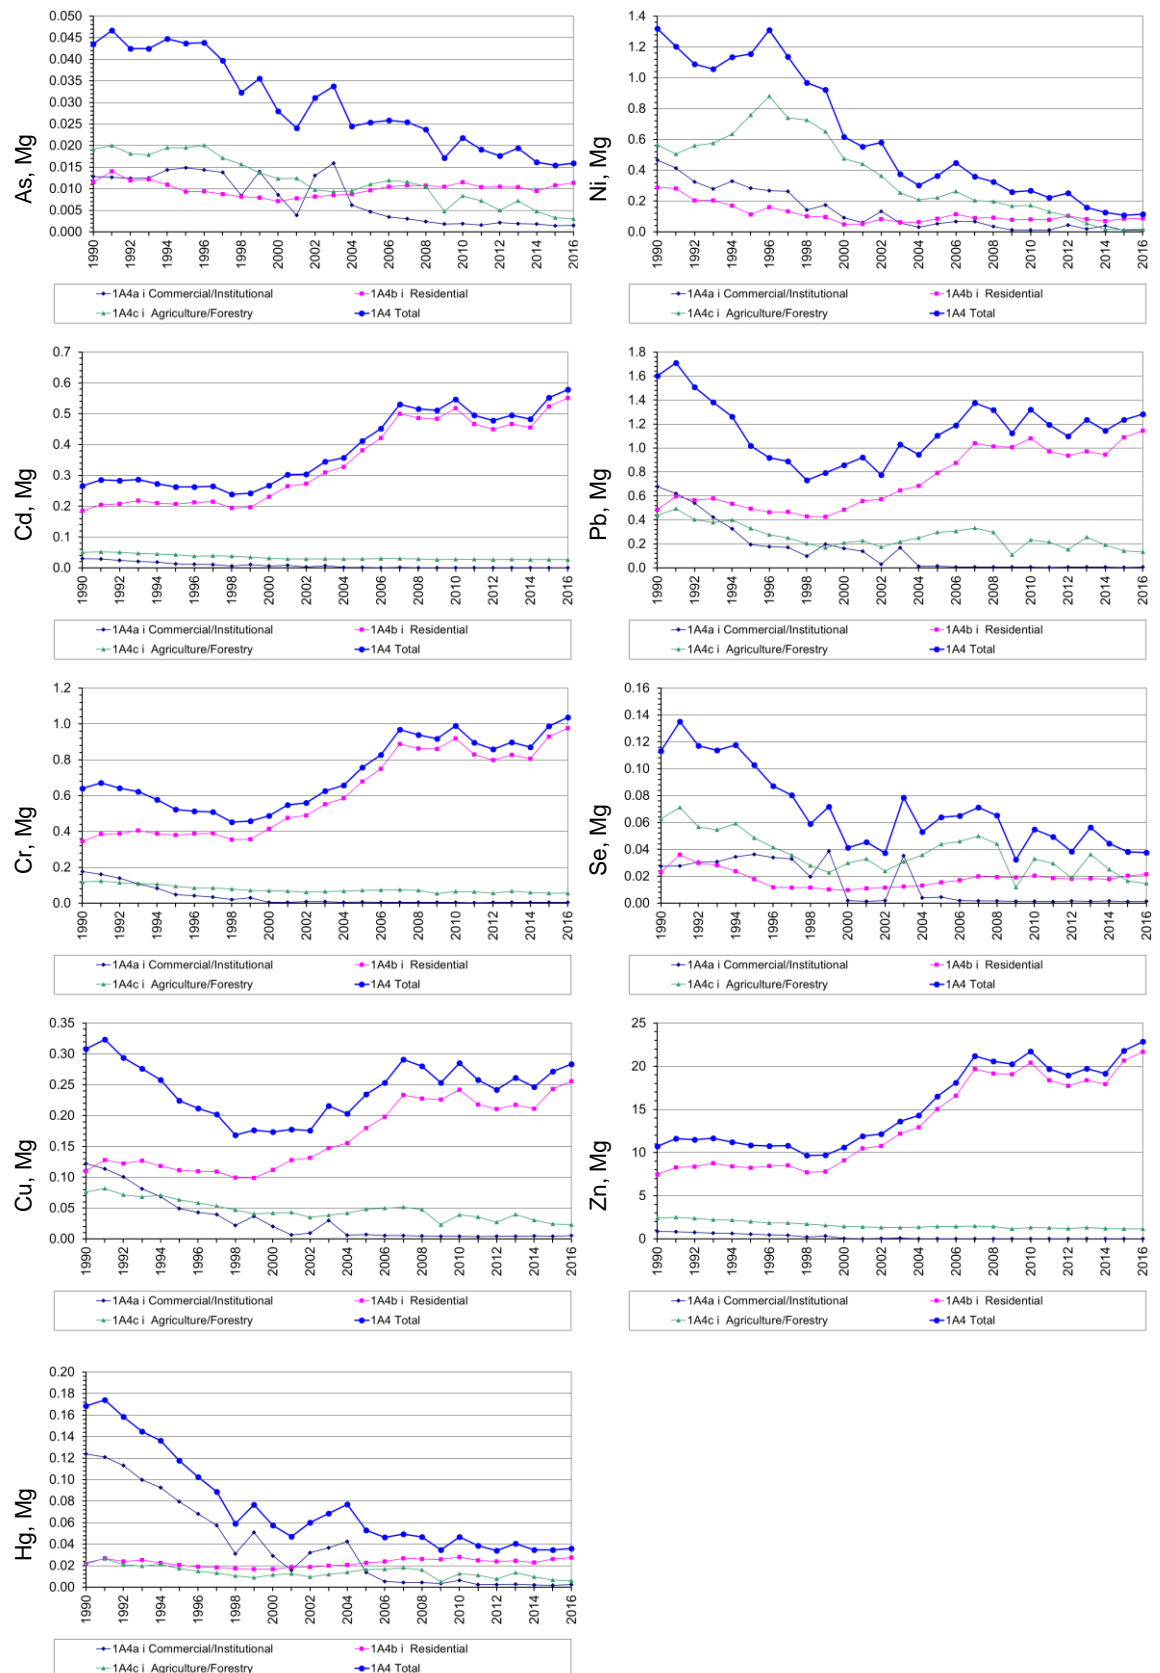 As, Mg
0.050
0.045
0.040
0.035
0.030
0.025
0.020
0.015
0.010
0.005
0.000
1990 1992 1994 1996 1998 2000 2002 2004 2006 2008 2010 2012 2014 2016
1A4a i Commercial/Institutional 1A4b i Residential
1A4c i Agriculture/Forestry 1A4 Total
Ni, Mg
1.4
1.2
1.0
0.8
0.6
0.4
0.2
0.0
1990 1992 1994 1996 1998 2000 2002 2004 2006 2008 2010 2012 2014 2016
1A4a i Commercial/Institutional 1A4b i Residential
1A4c i Agriculture/Forestry 1A4 Total
Cd, Mg
0.7
0.6
0.5
0.4
0.3
0.2
0.1
0.0
1990 1992 1994 1996 1998 2000 2002 2004 2006 2008 2010 2012 2014 2016
1A4a i Commercial/Institutional 1A4b i Residential
1A4c i Agriculture/Forestry 1A4 Total
Pb, Mg
1.8
1.6
1.4
1.2
1.0
0.8
0.6
0.4
0.2
0.0
1990 1992 1994 1996 1998 2000 2002 2004 2006 2008 2010 2012 2014 2016
1A4a i Commercial/Institutional 1A4b i Residential
1A4c i Agriculture/Forestry 1A4 Total
Cr, Mg
1.2
1.0
0.8
0.6
0.4
0.2
0.0
1990 1992 1994 1996 1998 2000 2002 2004 2006 2008 2010 2012 2014 2016
1A4a i Commercial/Institutional 1A4b i Residential
1A4c i Agriculture/Forestry 1A4 Total
Se, Mg
0.16
0.14
0.12
0.10
0.08
0.06
0.04
0.02
0.00
1990 1992 1994 1996 1998 2000 2002 2004 2006 2008 2010 2012 2014 2016
1A4a i Commercial/Institutional 1A4b i Residential
1A4c i Agriculture/Forestry 1A4 Total
Cu, Mg
0.35
0.30
0.25
0.20
0.15
0.10
0.05
0.00
1990 1992 1994 1996 1998 2000 2002 2004 2006 2008 2010 2012 2014 2016
1A4a i Commercial/Institutional 1A4b i Residential
1A4c i Agriculture/Forestry 1A4 Total
Zn, Mg
25
20
15
10
5
0
1990 1992 1994 1996 1998 2000 2002 2004 2006 2008 2010 2012 2014 2016
1A4a i Commercial/Institutional 1A4b i Residential
1A4c i Agriculture/Forestry 1A4 Total
Hg, Mg
0.20
0.18
0.16
0.14
0.12
0.10
0.08
0.06
0.04
0.02
0.00
1990 1992 1994 1996 1998 2000 2002 2004 2006 2008 2010 2012 2014 2016
1A4a i Commercial/Institutional 1A4b i Residential
1A4c i Agriculture/Forestry 1A4 Total